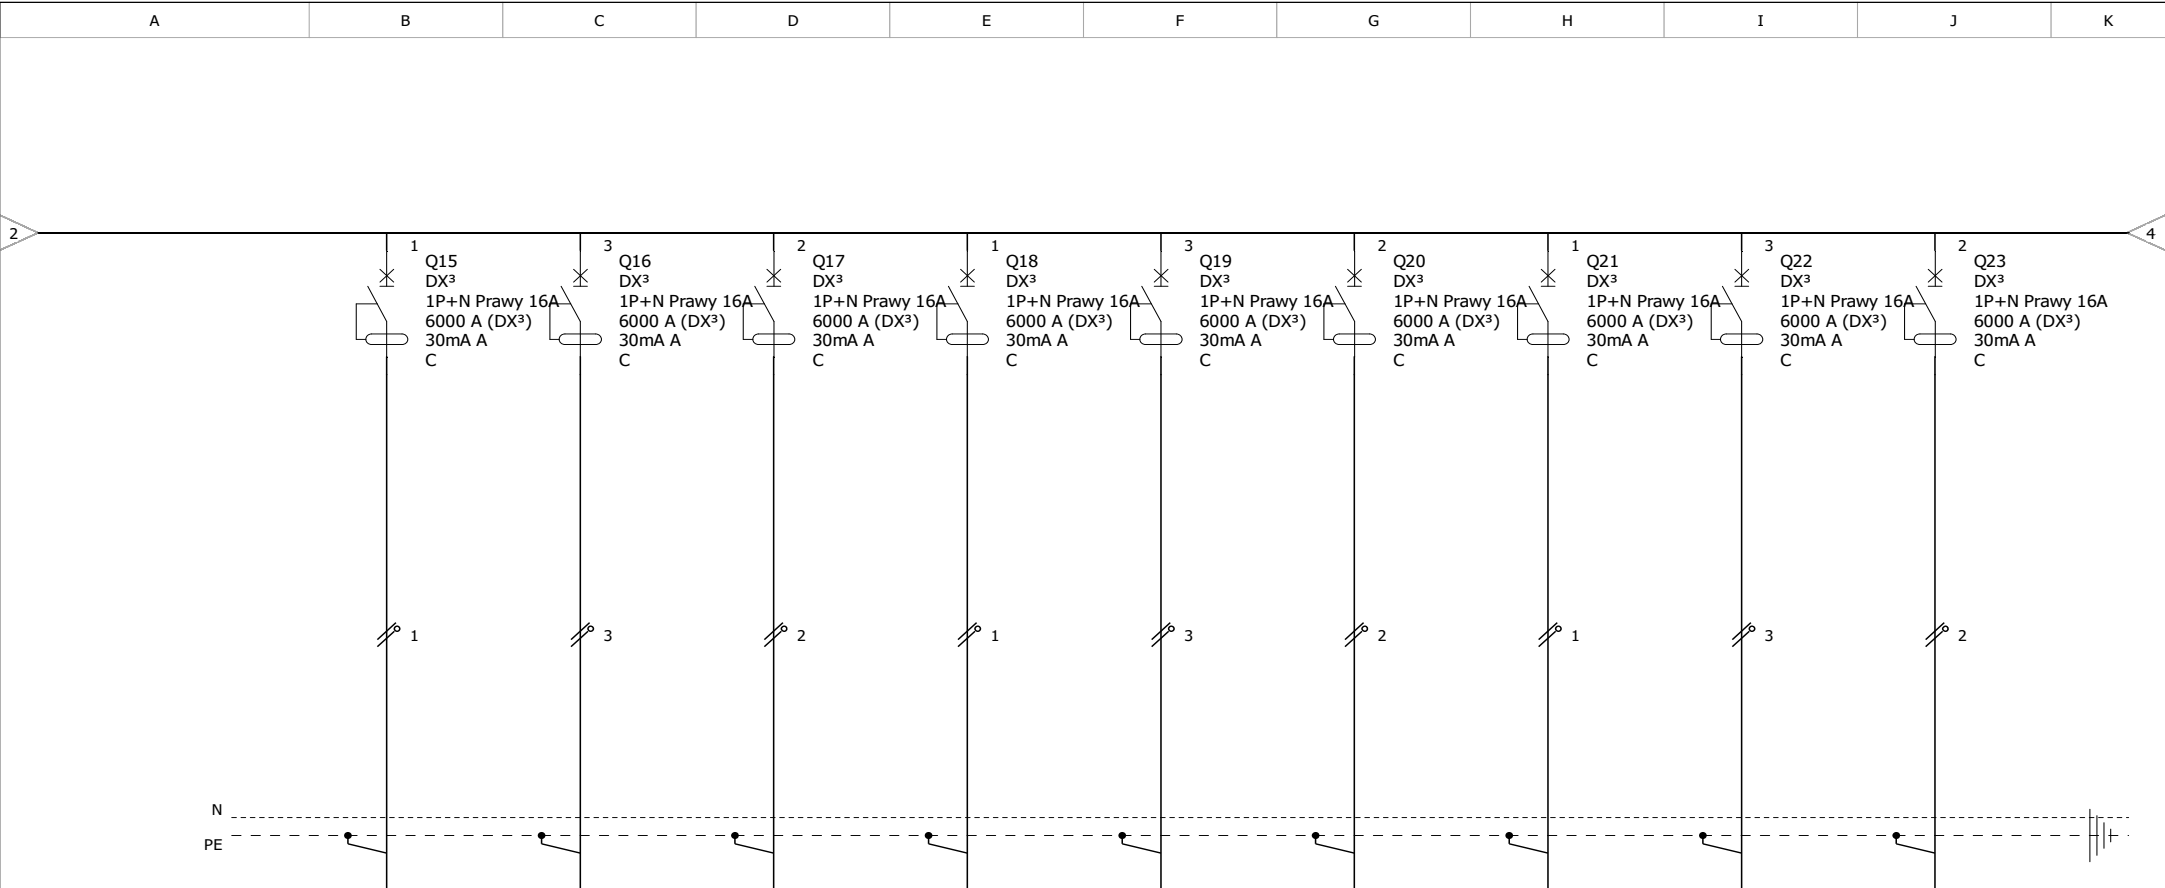 A B C D E F G H I J K
2 4
1 3 2 1 3 2 1 3 2
Q15 Q16 Q17 Q18 Q19 Q20 Q21 Q22 Q23
DX³ DX³ DX³ DX³ DX³ DX³ DX³ DX³ DX³
1P+N Prawy 16A 1P+N Prawy 16A 1P+N Prawy 16A 1P+N Prawy 16A 1P+N Prawy 16A 1P+N Prawy 16A 1P+N Prawy 16A 1P+N Prawy 16A 1P+N Prawy 16A
6000 A (DX³) 6000 A (DX³) 6000 A (DX³) 6000 A (DX³) 6000 A (DX³) 6000 A (DX³) 6000 A (DX³) 6000 A (DX³) 6000 A (DX³)
30mA A 30mA A 30mA A 30mA A 30mA A 30mA A 30mA A 30mA A 30mA A
C C C C C C C C C
1 3 2 1 3 2 1 3 2
N
PE